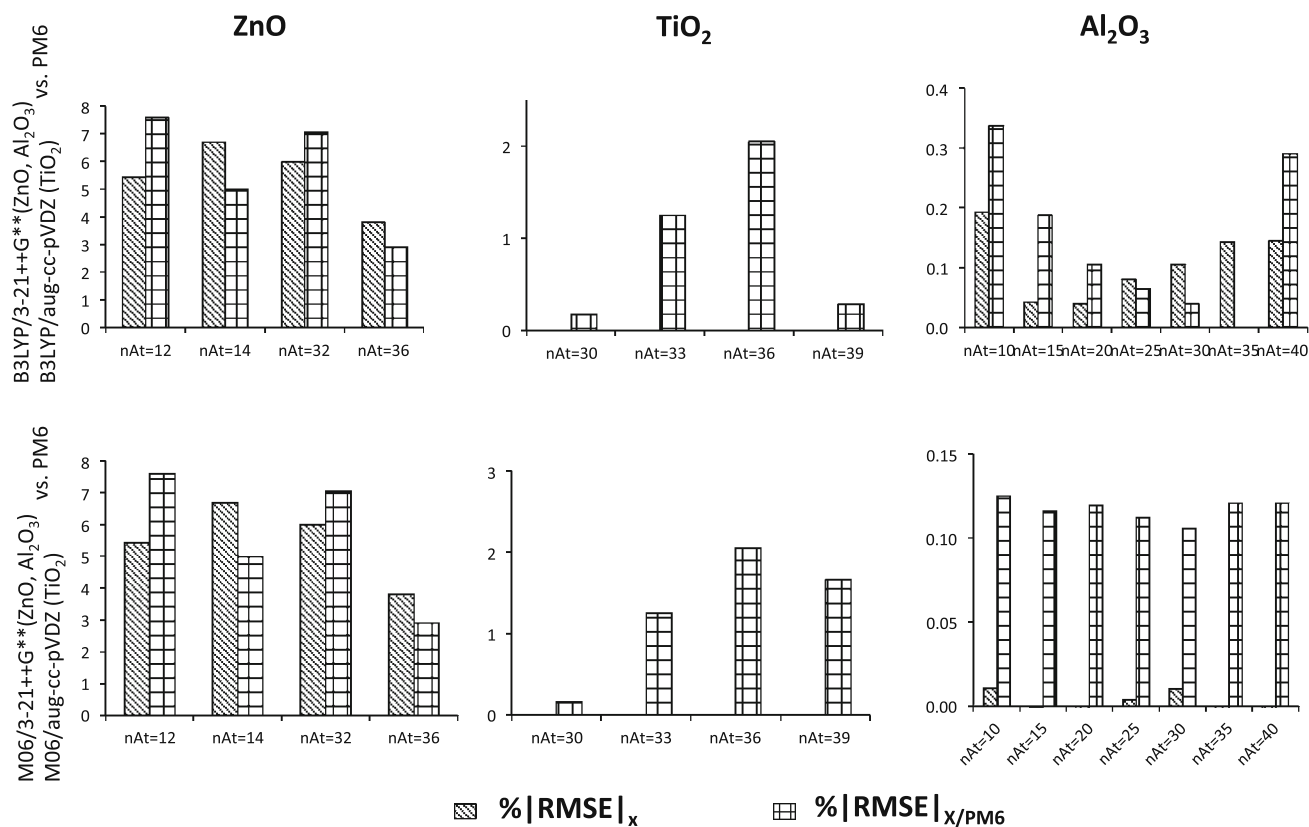 ZnO
TiO₂
Al₂O₃
B3LYP/3-21++G**(ZnO, Al₂O₃) vs. PM6
B3LYP/aug-cc-pVDZ (TiO₂)
8
7
6
5
4
3
2
1
0
nAt=12 nAt=14 nAt=32 nAt=36
2
1
0
nAt=30 nAt=33 nAt=36 nAt=39
0.4
0.3
0.2
0.1
0.0
nAt=10 nAt=15 nAt=20 nAt=25 nAt=30 nAt=35 nAt=40
M06/3-21++G**(ZnO, Al₂O₃) vs. PM6
M06/aug-cc-pVDZ (TiO₂)
8
7
6
5
4
3
2
1
0
nAt=12 nAt=14 nAt=32 nAt=36
3
2
1
0
nAt=30 nAt=33 nAt=36 nAt=39
0.15
0.10
0.05
0.00
nAt=10 nAt=15 nAt=20 nAt=25 nAt=30 nAt=35 nAt=40
%|RMSE|ₓ
%|RMSE|X/PM6